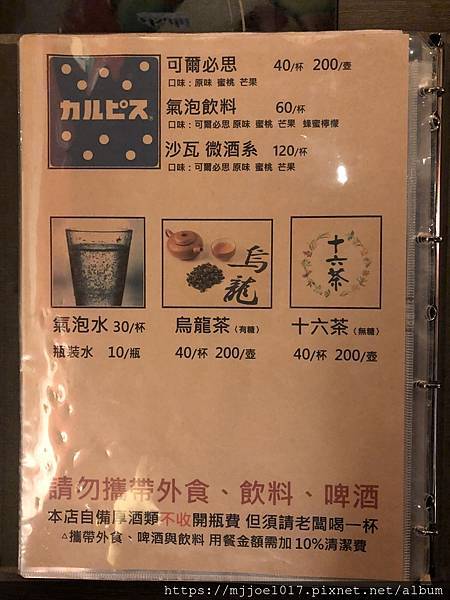 カルピス
可爾必思 40/杯 200/壺
口味：原味 蜜桃 芒果
氣泡飲料 60/杯
口味：可爾必思 原味 蜜桃 芒果 蜂蜜檸檬
沙瓦 微酒系 120/杯
口味：可爾必思 原味 蜜桃 芒果
烏龍
十六茶
氣泡水 30/杯
瓶裝水 10/瓶
烏龍茶（有糖）
40/杯 200/壺
十六茶（無糖）
40/杯 200/壺
請勿攜帶外食、飲料、啤酒
本店自備厚酒類不收開瓶費 但須請老闆喝一杯
△攜帶外食、啤酒與飲料 用餐金額需加 10%清潔費
https://mjjoe1017.pixnet.net/album